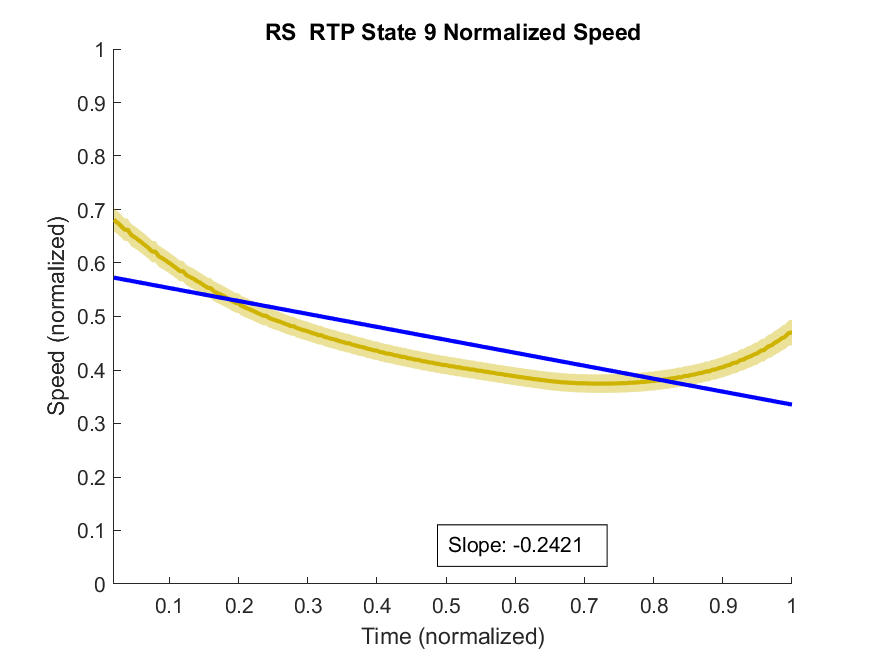 RS  RTP State 9 Normalized Speed
1
0.9
0.8
0.7
0.6
0.5
0.4
0.3
0.2
0.1
0
Speed (normalized)
Slope: -0.2421
0.1 0.2 0.3 0.4 0.5 0.6 0.7 0.8 0.9 1
Time (normalized)